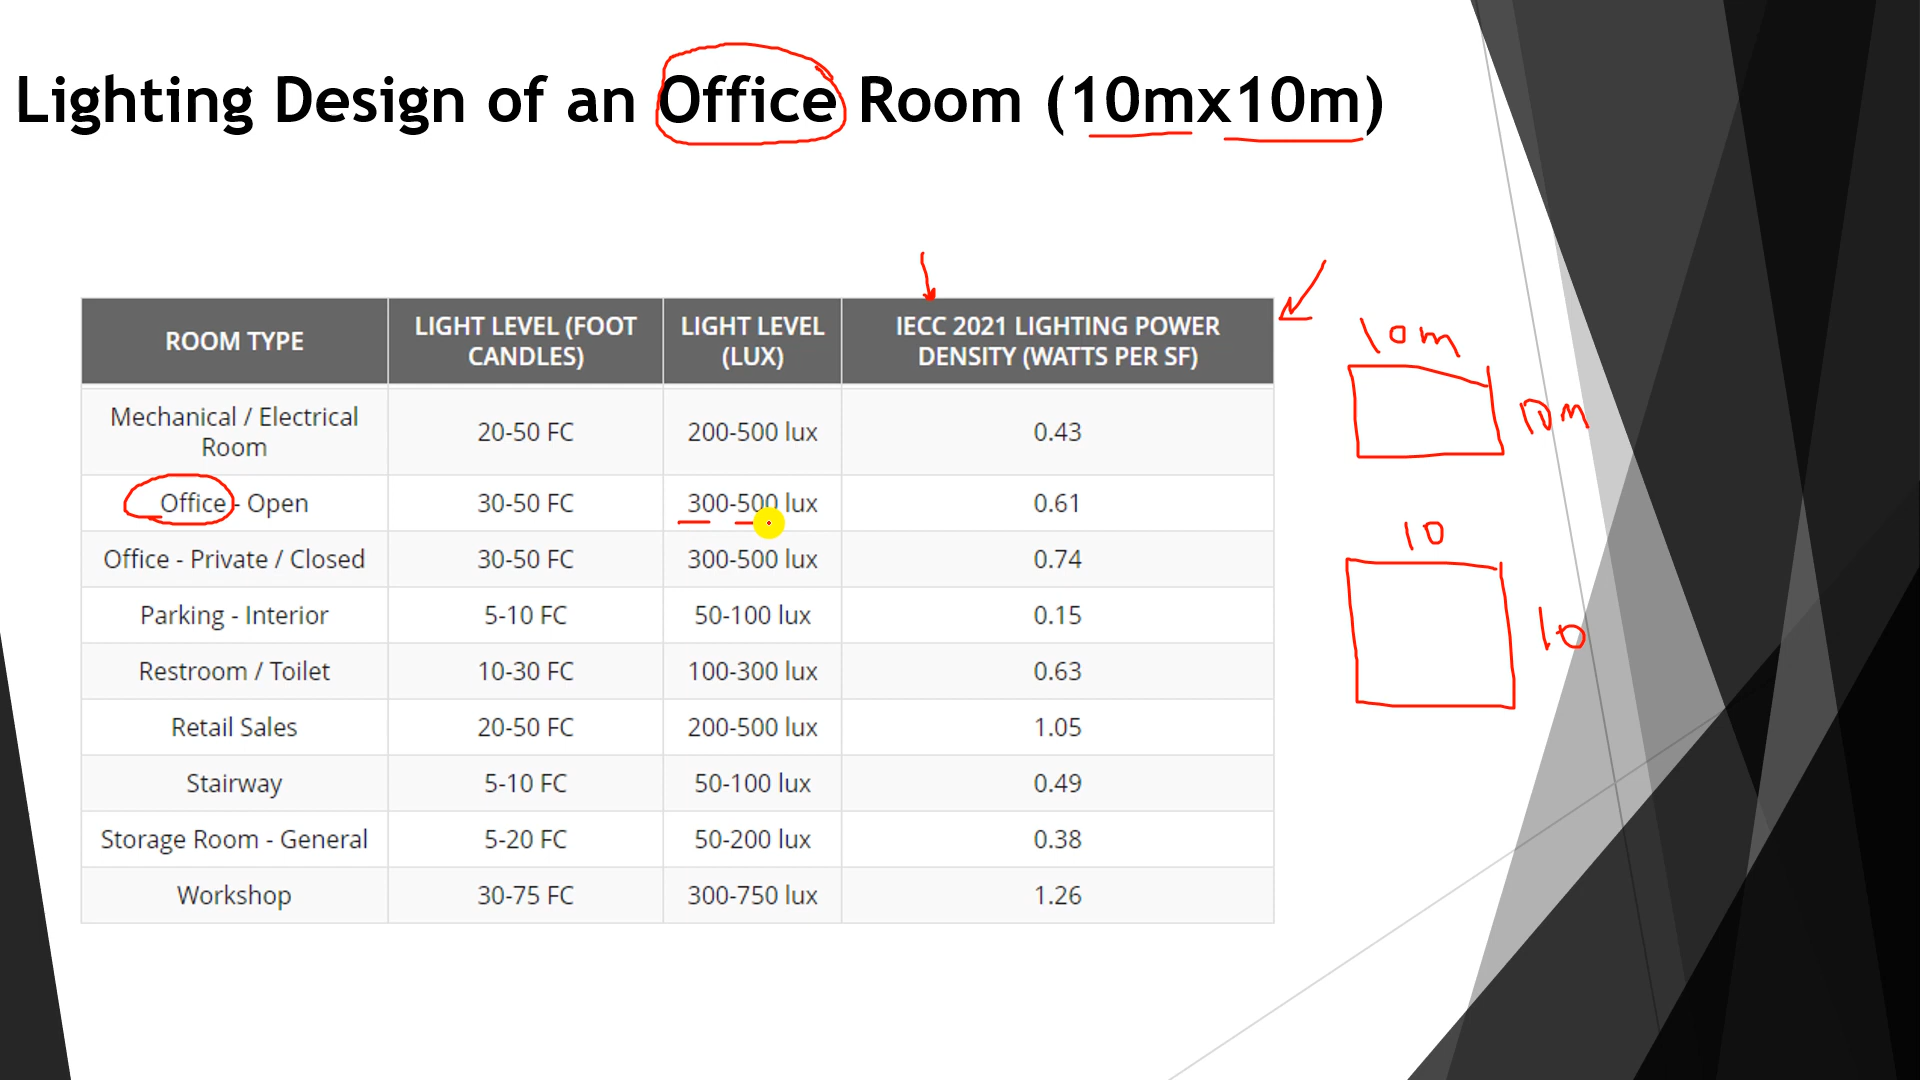 Lighting Design of an Office Room (10mx10m)
ROOM TYPE
LIGHT LEVEL (FOOT
CANDLES)
LIGHT LEVEL
(LUX)
IECC 2021 LIGHTING POWER
DENSITY (WATTS PER SF)
Mechanical / Electrical
Room
20-50 FC
200-500 lux
0.43
Office - Open
30-50 FC
300-500 lux
0.61
Office - Private / Closed
30-50 FC
300-500 lux
0.74
Parking - Interior
5-10 FC
50-100 lux
0.15
Restroom / Toilet
10-30 FC
100-300 lux
0.63
Retail Sales
20-50 FC
200-500 lux
1.05
Stairway
5-10 FC
50-100 lux
0.49
Storage Room - General
5-20 FC
50-200 lux
0.38
Workshop
30-75 FC
300-750 lux
1.26
10m
10m
10
10